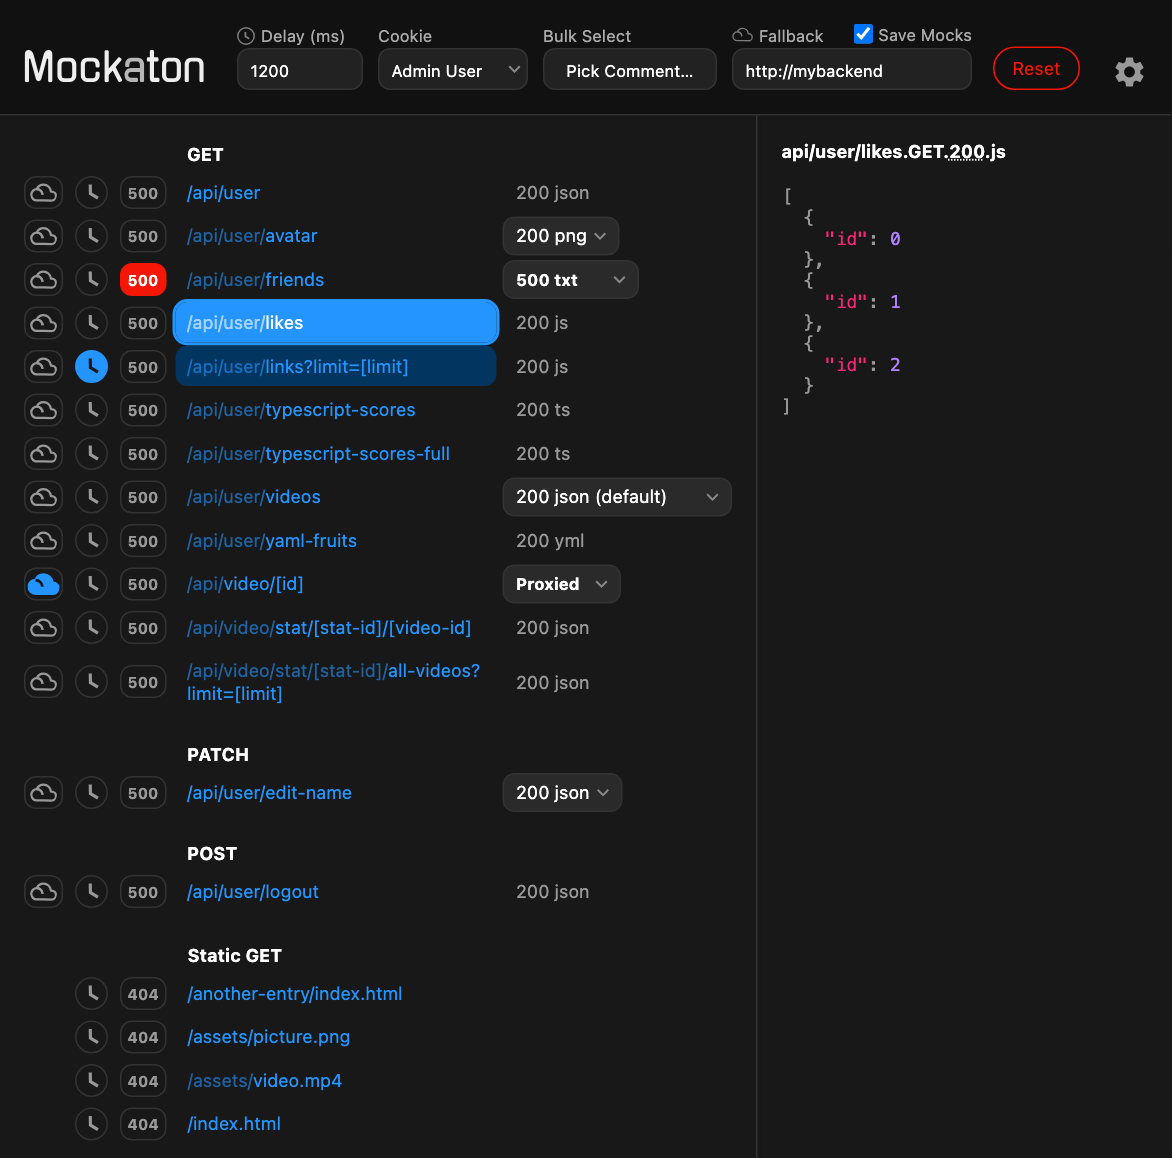 Mockaton
Delay (ms)
1200
Cookie
Admin User
Bulk Select
Pick Comment...
Fallback
Save Mocks
http://mybackend
Reset
GET
500 /api/user 200 json
500 /api/user/avatar 200 png
500 /api/user/friends 500 txt
500 /api/user/likes 200 js
500 /api/user/links?limit=[limit] 200 js
500 /api/user/typescript-scores 200 ts
500 /api/user/typescript-scores-full 200 ts
500 /api/user/videos 200 json (default)
500 /api/user/yaml-fruits 200 yml
500 /api/video/[id] Proxied
500 /api/video/stat/[stat-id]/[video-id] 200 json
500 /api/video/stat/[stat-id]/all-videos?
limit=[limit] 200 json
PATCH
500 /api/user/edit-name 200 json
POST
500 /api/user/logout 200 json
Static GET
404 /another-entry/index.html
404 /assets/picture.png
404 /assets/video.mp4
404 /index.html
api/user/likes.GET.200.js
[
  {
    "id": 0
  },
  {
    "id": 1
  },
  {
    "id": 2
  }
]